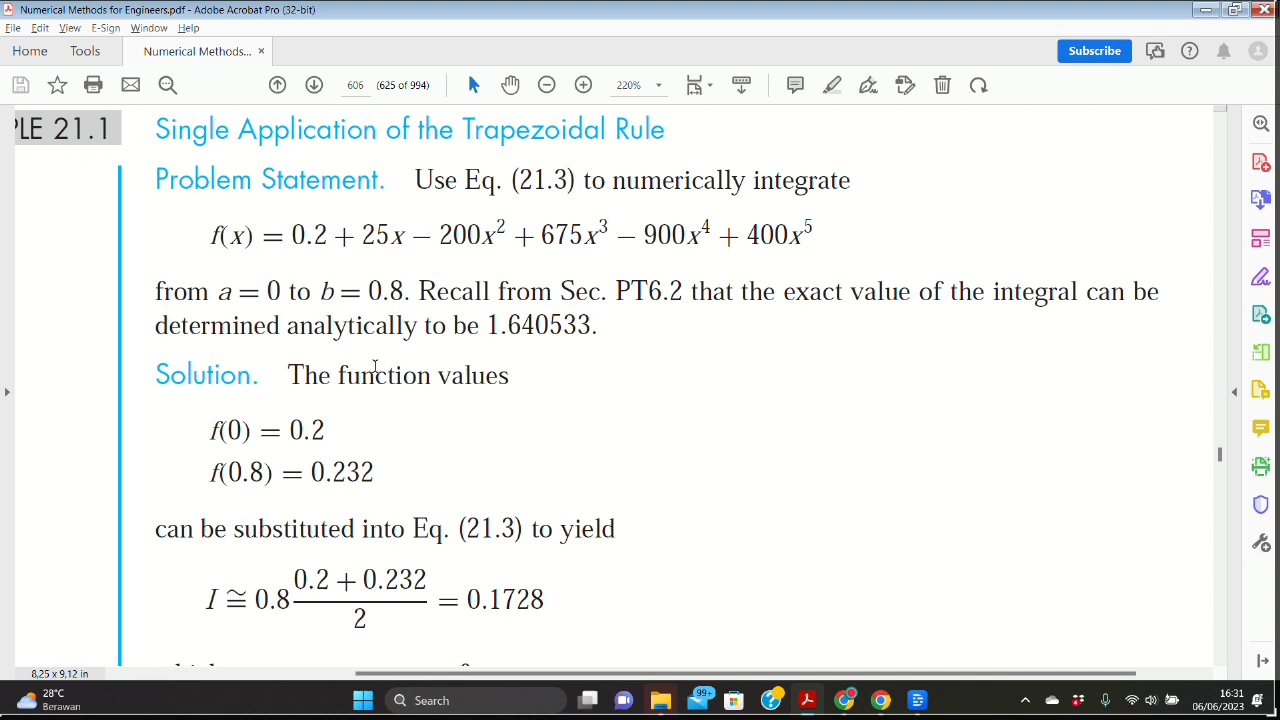 Numerical Methods for Engineers.pdf - Adobe Acrobat Pro (32-bit)
File Edit View E-Sign Window Help
Home Tools Numerical Methods... × Subscribe
606 (625 of 994) 220%
PLE 21.1 Single Application of the Trapezoidal Rule
Problem Statement. Use Eq. (21.3) to numerically integrate
f(x) = 0.2 + 25x − 200x² + 675x³ − 900x⁴ + 400x⁵
from a = 0 to b = 0.8. Recall from Sec. PT6.2 that the exact value of the integral can be
determined analytically to be 1.640533.
Solution. The function values
f(0) = 0.2
f(0.8) = 0.232
can be substituted into Eq. (21.3) to yield
I ≅ 0.8 (0.2 + 0.232)/2 = 0.1728
8,25 x 9,12 in
28°C
Berawan
Search
99+
16:31
06/06/2023